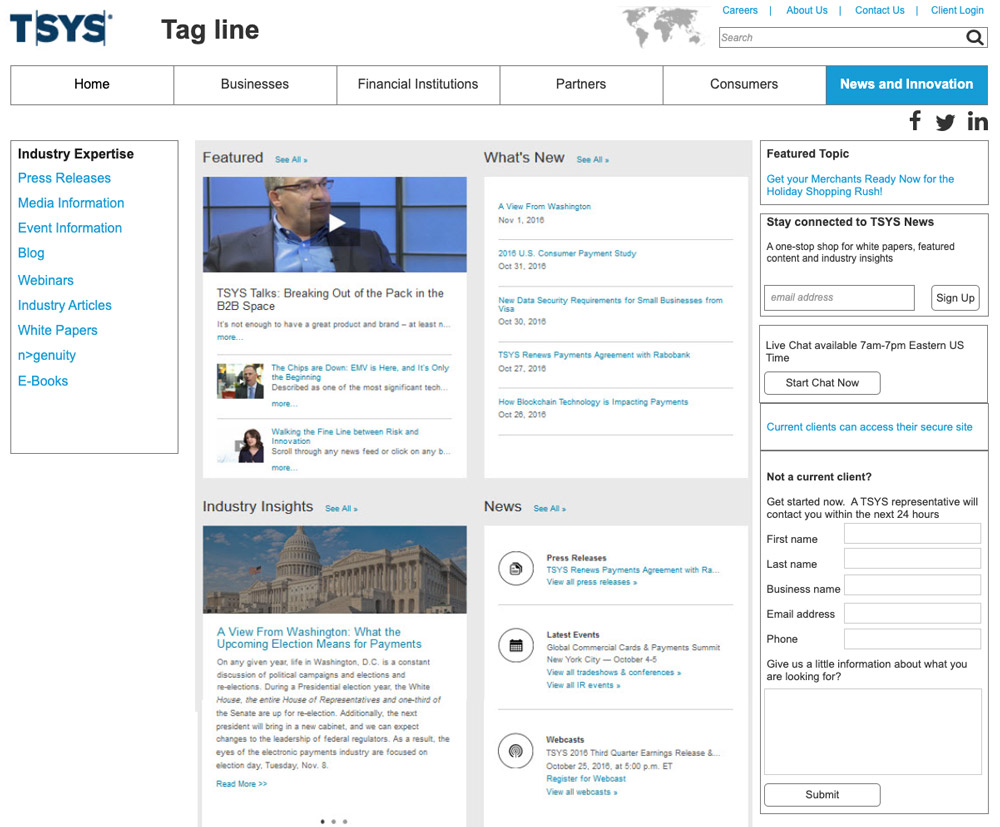 TSYS®
Tag line
Careers | About Us | Contact Us | Client Login
Search
Home
Businesses
Financial Institutions
Partners
Consumers
News and Innovation
Industry Expertise
Press Releases
Media Information
Event Information
Blog
Webinars
Industry Articles
White Papers
n>genuity
E-Books
Featured See All »
TSYS Talks: Breaking Out of the Pack in the
B2B Space
It's not enough to have a great product and brand – at least n...
more...
The Chips are Down: EMV is Here, and It's Only
the Beginning
Described as one of the most significant tech...
more...
Walking the Fine Line between Risk and
Innovation
Scroll through any news feed or click on any b...
more...
What's New See All »
A View From Washington
Nov 1, 2016
2016 U.S. Consumer Payment Study
Oct 31, 2016
New Data Security Requirements for Small Businesses from
Visa
Oct 30, 2016
TSYS Renews Payments Agreement with Rabobank
Oct 27, 2016
How Blockchain Technology is Impacting Payments
Oct 26, 2016
Industry Insights See All »
A View From Washington: What the
Upcoming Election Means for Payments
On any given year, life in Washington, D.C. is a constant
discussion of political campaigns and elections and
re-elections. During a Presidential election year, the White
House, the entire House of Representatives and one-third of
the Senate are up for re-election. Additionally, the next
president will bring in a new cabinet, and we can expect
changes to the leadership of federal regulators. As a result, the
eyes of the electronic payments industry are focused on
election day, Tuesday, Nov. 8.
Read More >>
News See All »
Press Releases
TSYS Renews Payments Agreement with Ra...
View all press releases »
Latest Events
Global Commercial Cards & Payments Summit
New York City — October 4-5
View all tradeshows & conferences »
View all IR events »
Webcasts
TSYS 2016 Third Quarter Earnings Release &...
October 25, 2016, at 5:00 p.m. ET
Register for Webcast
View all webcasts »
Featured Topic
Get your Merchants Ready Now for the
Holiday Shopping Rush!
Stay connected to TSYS News
A one-stop shop for white papers, featured
content and industry insights
email address
Sign Up
Live Chat available 7am-7pm Eastern US
Time
Start Chat Now
Current clients can access their secure site
Not a current client?
Get started now. A TSYS representative will
contact you within the next 24 hours
First name
Last name
Business name
Email address
Phone
Give us a little information about what you
are looking for?
Submit